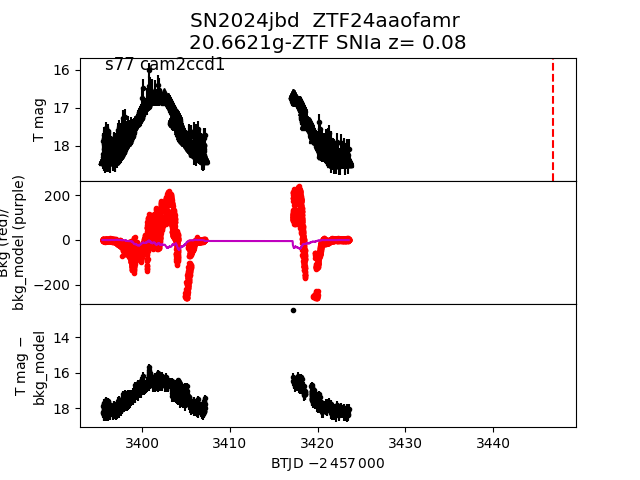 SN2024jbd  ZTF24aaofamr
20.6621g-ZTF SNIa z= 0.08
s77 cam2ccd1
16
17
18
T mag
200
0
−200
Bkg (red)/
bkg_model (purple)
14
16
18
T mag −
bkg_model
3400
3410
3420
3430
3440
BTJD −2 457 000